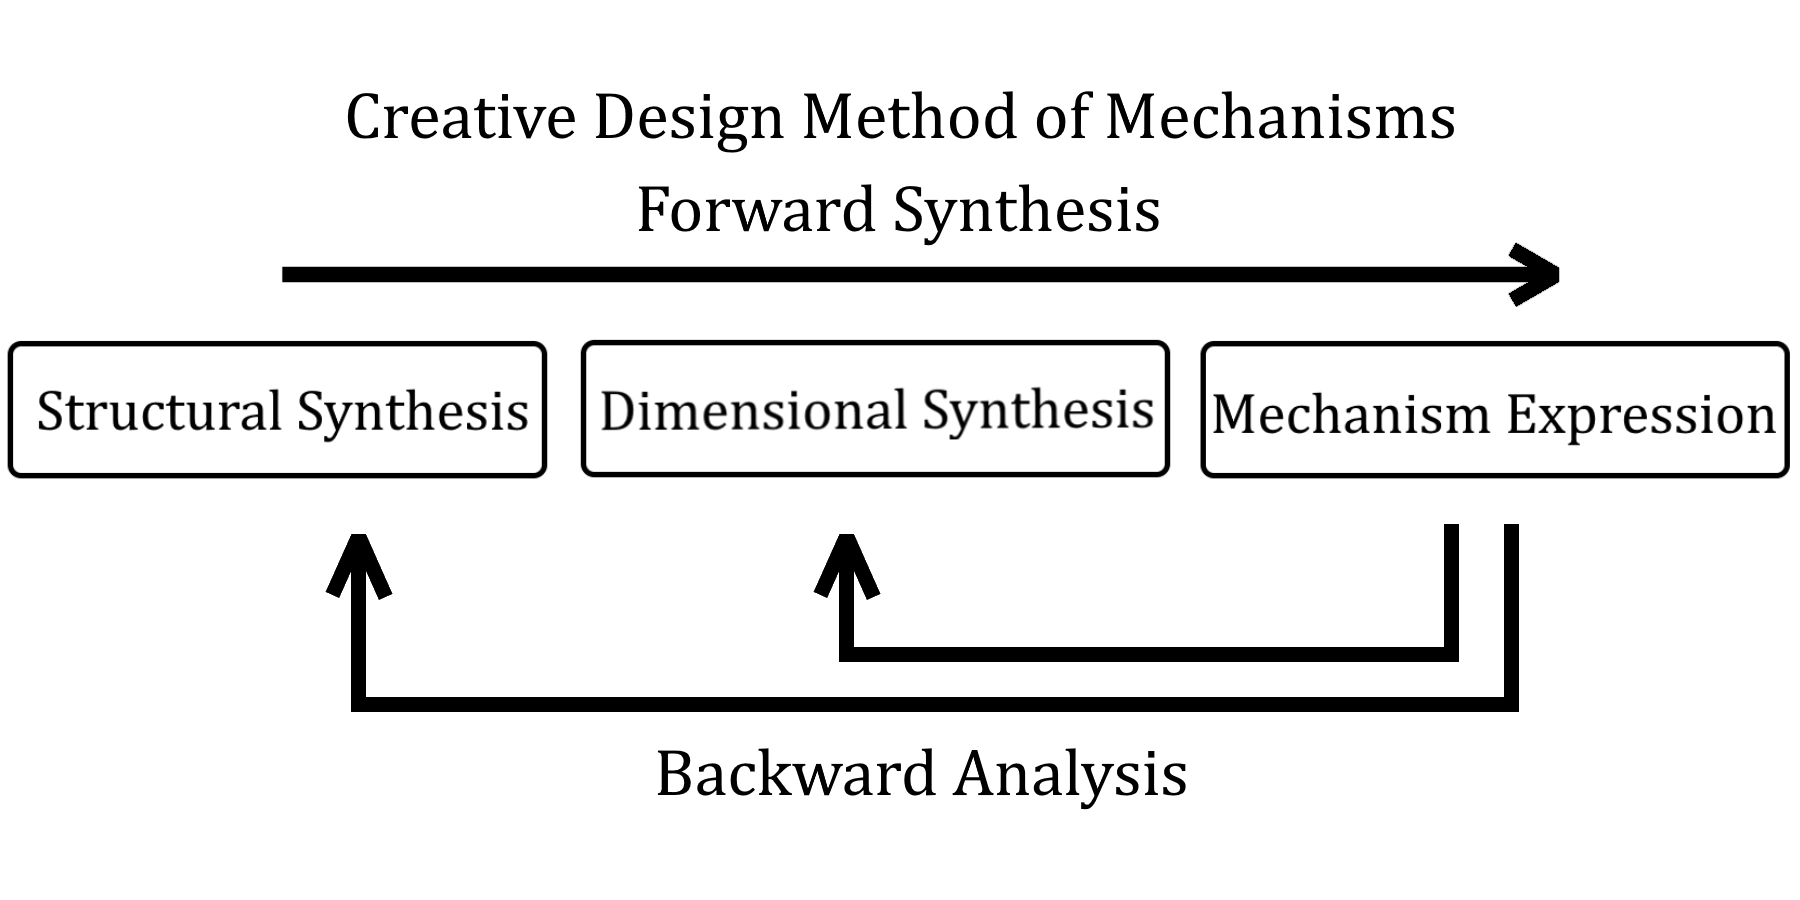 Creative Design Method of Mechanisms
Forward Synthesis
Structural Synthesis
Dimensional Synthesis
Mechanism Expression
Backward Analysis